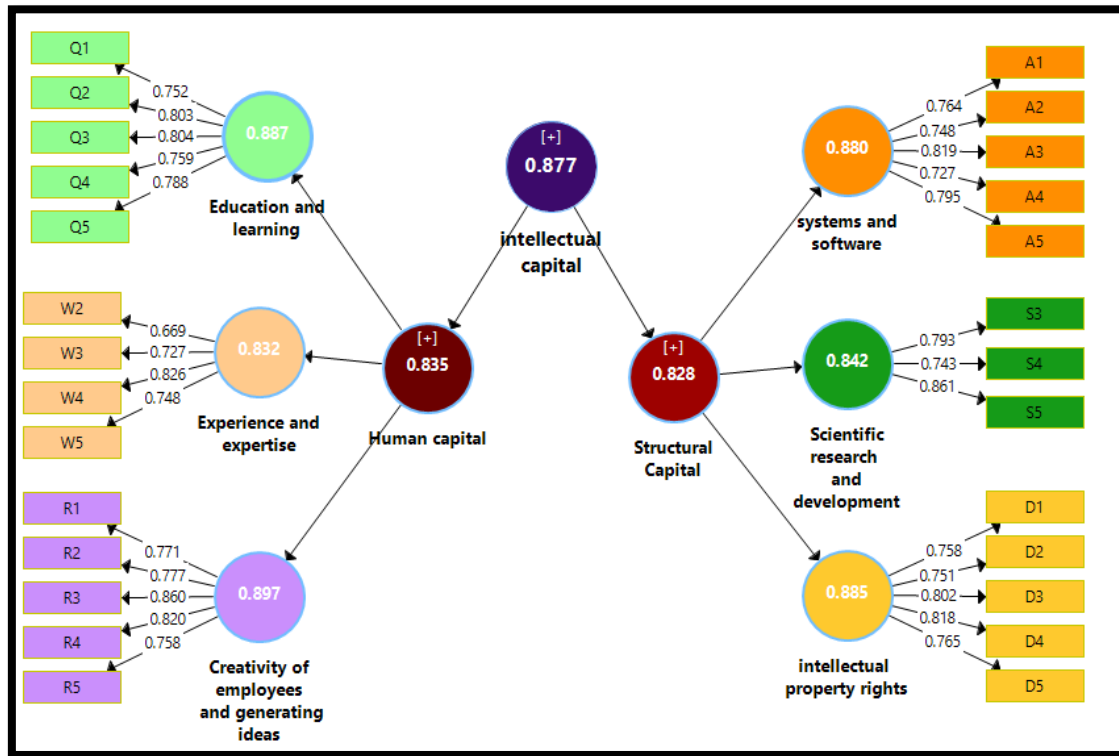 Q1
Q2
Q3
Q4
Q5
0.752
0.803
0.804
0.759
0.788
0.887
Education and
learning
W2
W3
W4
W5
0.669
0.727
0.826
0.748
0.832
Experience and
expertise
R1
R2
R3
R4
R5
0.771
0.777
0.860
0.820
0.758
0.897
Creativity of
employees
and generating
ideas
[+]
0.877
intellectual
capital
[+]
0.835
Human capital
[+]
0.828
Structural
Capital
0.880
systems and
software
0.764
0.748
0.819
0.727
0.795
A1
A2
A3
A4
A5
0.842
Scientific
research
and
development
0.793
0.743
0.861
S3
S4
S5
0.885
intellectual
property rights
0.758
0.751
0.802
0.818
0.765
D1
D2
D3
D4
D5